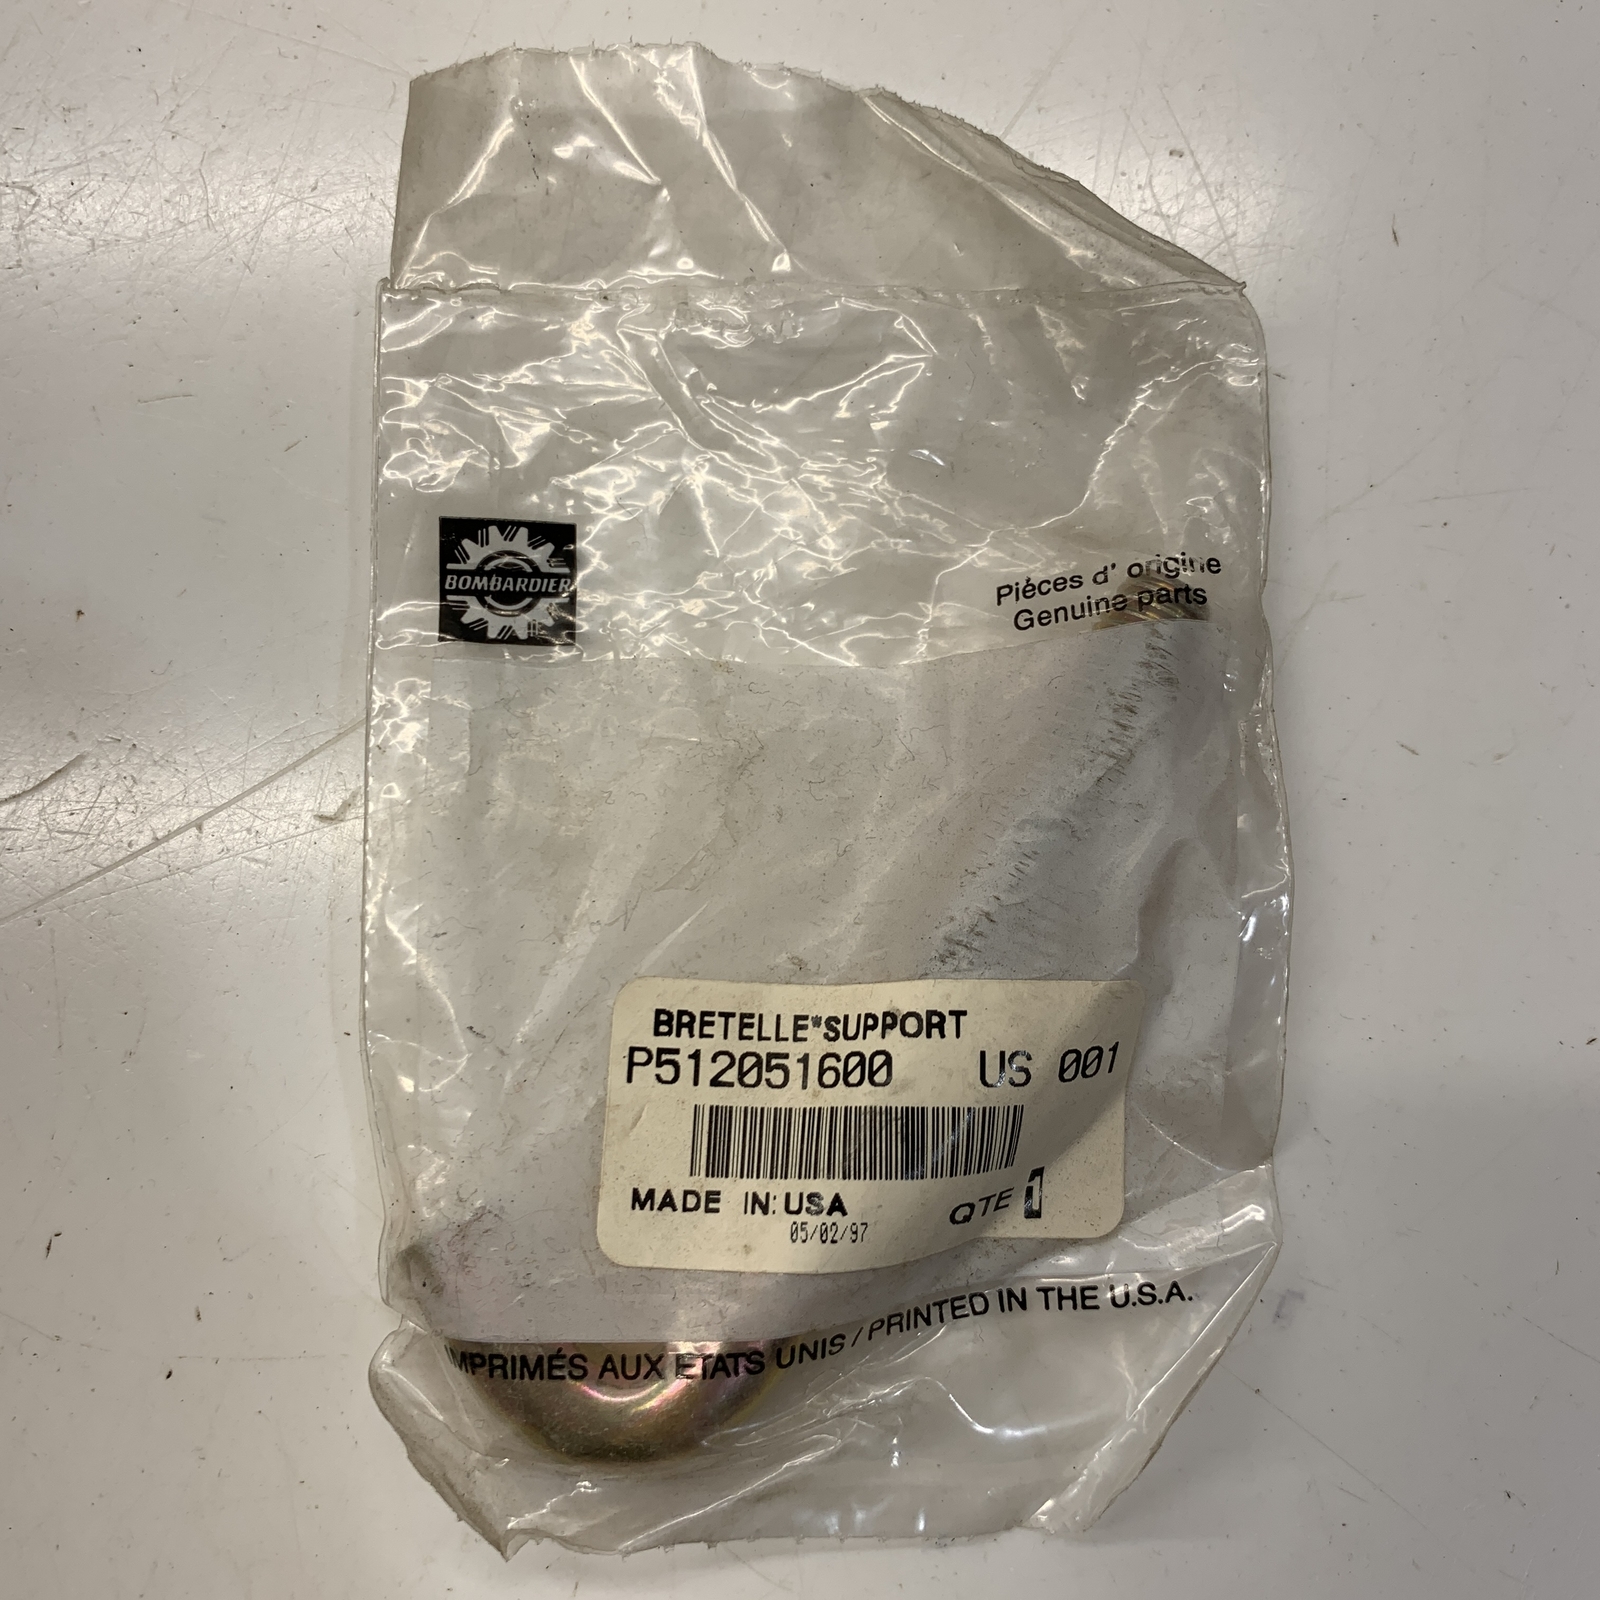 BOMBARDIER
Pièces d' origine
Genuine parts
BRETELLE*SUPPORT
P512051600 US 001
MADE IN: USA QTE 1
05/02/97
IMPRIMÉS AUX ETATS UNIS / PRINTED IN THE U.S.A.